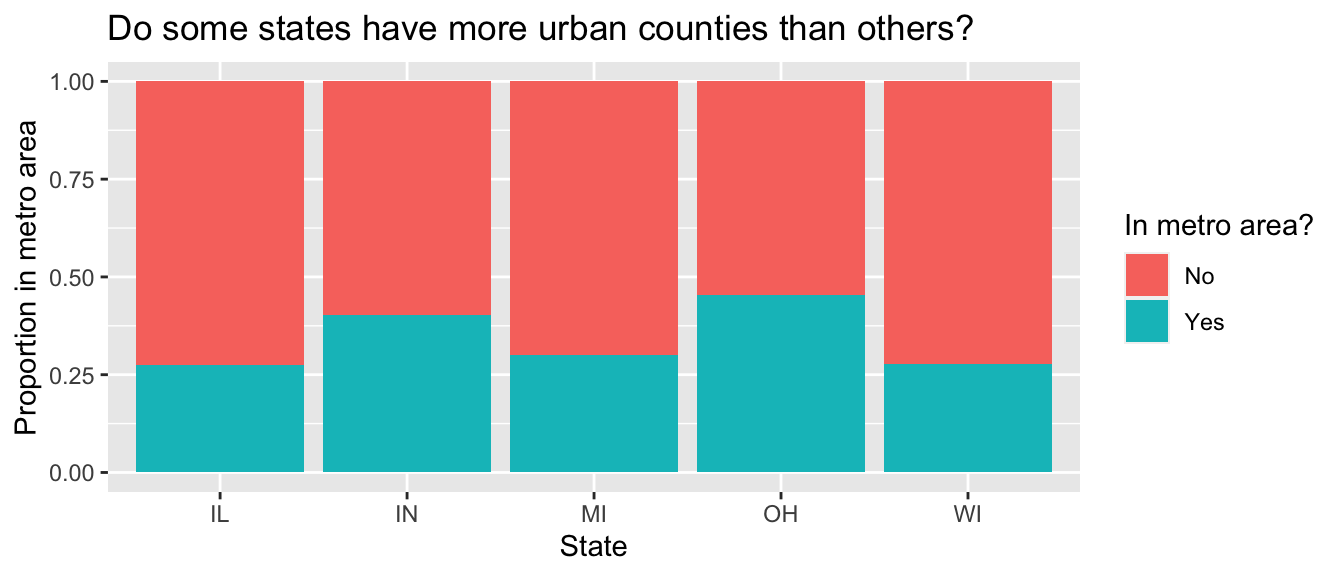 Do some states have more urban counties than others?
Proportion in metro area
1.00
0.75
0.50
0.25
0.00
IL IN MI OH WI
State
In metro area?
No
Yes